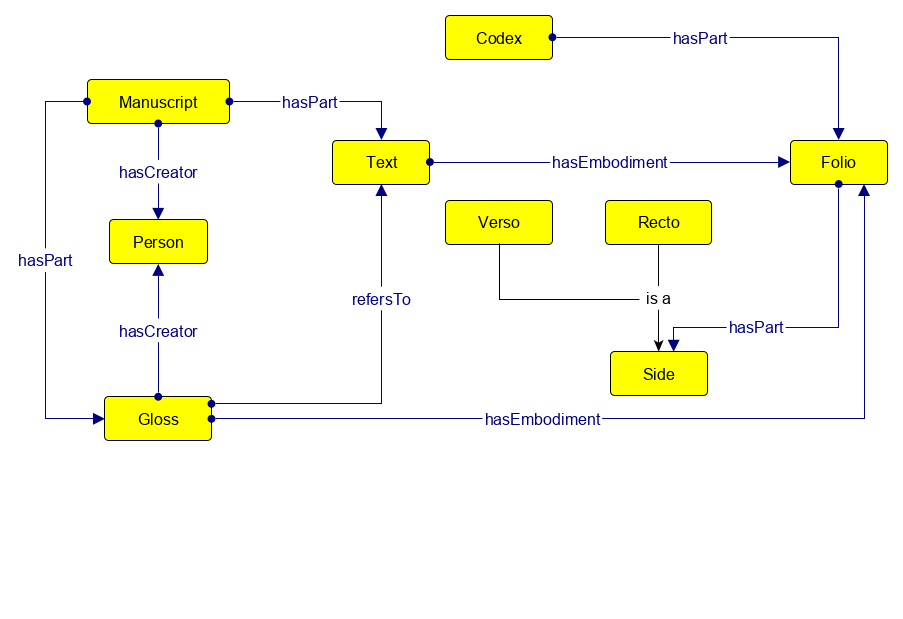 Codex
hasPart
Manuscript
hasPart
Text
hasEmbodiment
Folio
hasCreator
Verso
Recto
Person
hasPart
refersTo
is a
hasCreator
hasPart
Side
Gloss
hasEmbodiment